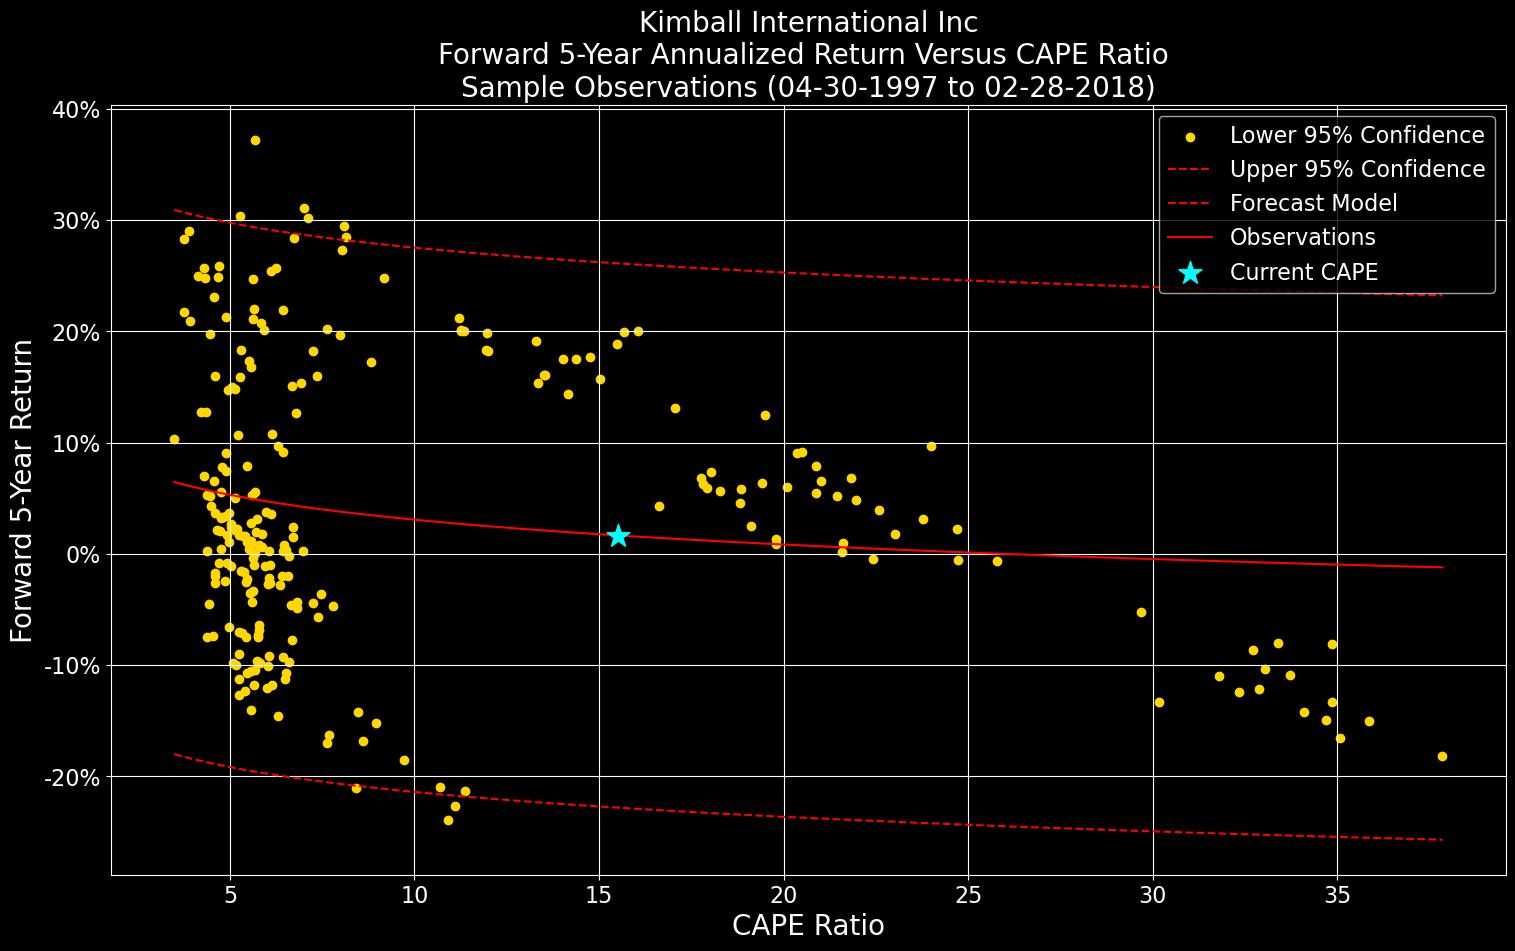 Kimball International Inc
Forward 5-Year Annualized Return Versus CAPE Ratio
Sample Observations (04-30-1997 to 02-28-2018)
Lower 95% Confidence
Upper 95% Confidence
Forecast Model
Observations
Current CAPE
Forward 5-Year Return
40%
30%
20%
10%
0%
-10%
-20%
5
10
15
20
25
30
35
CAPE Ratio